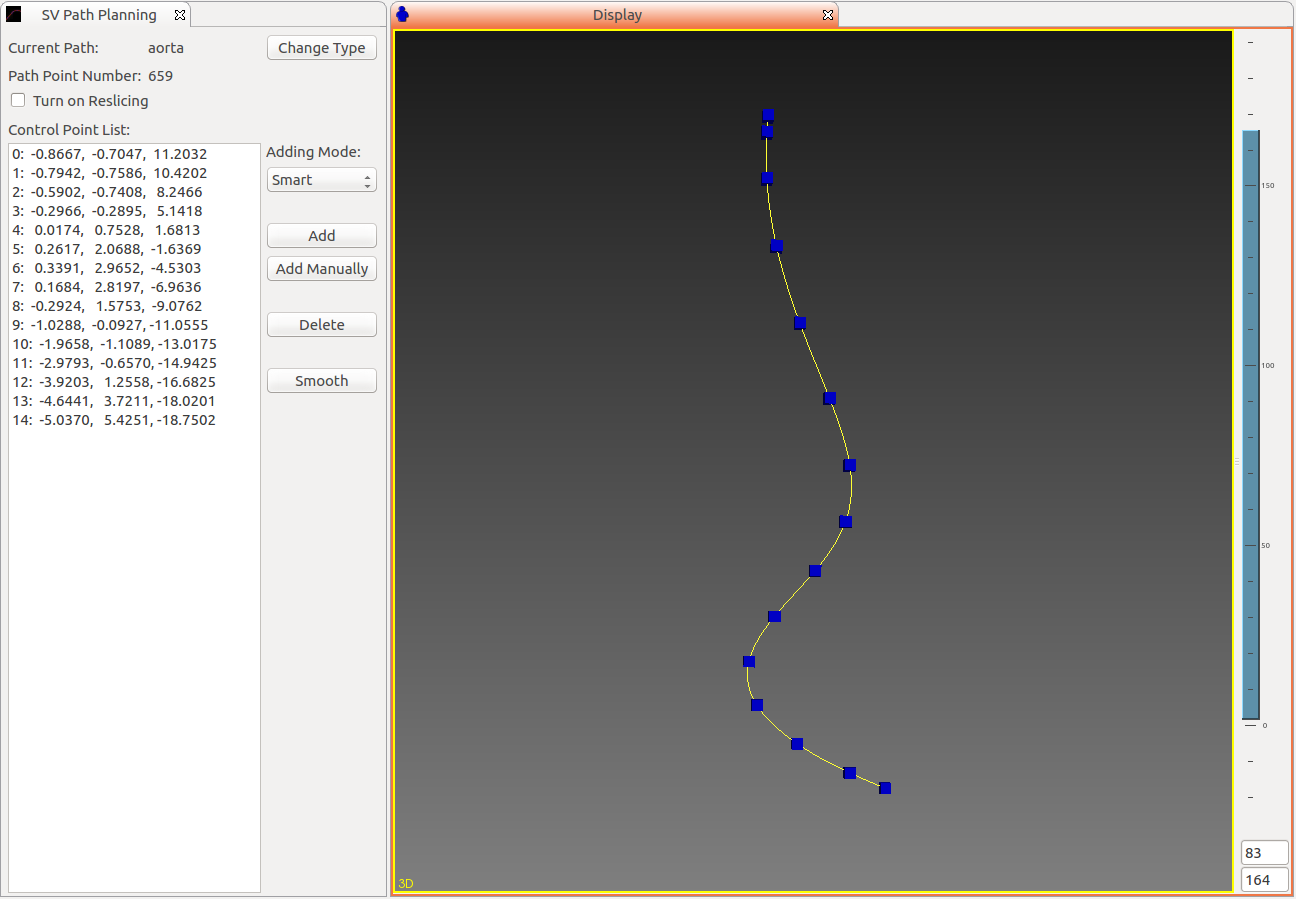 SV Path Planning
Display
Current Path: aorta
Change Type
Path Point Number: 659
Turn on Reslicing
Control Point List:
0: -0.8667, -0.7047, 11.2032
1: -0.7942, -0.7586, 10.4202
2: -0.5902, -0.7408, 8.2466
3: -0.2966, -0.2895, 5.1418
4: 0.0174, 0.7528, 1.6813
5: 0.2617, 2.0688, -1.6369
6: 0.3391, 2.9652, -4.5303
7: 0.1684, 2.8197, -6.9636
8: -0.2924, 1.5753, -9.0762
9: -1.0288, -0.0927,-11.0555
10: -1.9658, -1.1089,-13.0175
11: -2.9793, -0.6570,-14.9425
12: -3.9203, 1.2558,-16.6825
13: -4.6441, 3.7211,-18.0201
14: -5.0370, 5.4251,-18.7502
Adding Mode:
Smart
Add
Add Manually
Delete
Smooth
3D
150
100
50
0
83
164